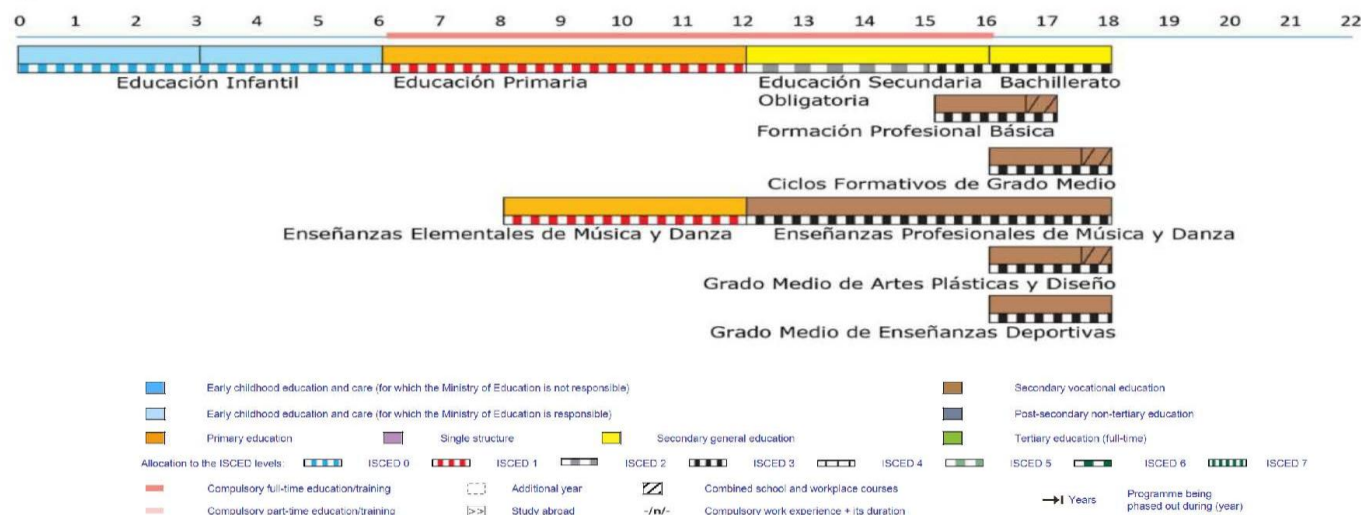 0 1 2 3 4 5 6 7 8 9 10 11 12 13 14 15 16 17 18 19 20 21 22
Educación Infantil Educación Primaria Educación Secundaria Bachillerato
Obligatoria
Formación Profesional Básica
Ciclos Formativos de Grado Medio
Enseñanzas Elementales de Música y Danza Enseñanzas Profesionales de Música y Danza
Grado Medio de Artes Plásticas y Diseño
Grado Medio de Enseñanzas Deportivas
Early childhood education and care (for which the Ministry of Education is not responsible) Secondary vocational education
Early childhood education and care (for which the Ministry of Education is responsible) Post-secondary non-tertiary education
Primary education Single structure Secondary general education Tertiary education (full-time)
Allocation to the ISCED levels: ISCED 0 ISCED 1 ISCED 2 ISCED 3 ISCED 4 ISCED 5 ISCED 6 ISCED 7
Compulsory full-time education/training Additional year Combined school and workplace courses Years Programme being
phased out during (year)
Compulsory part-time education/training >> Study abroad -/n/- Compulsory work experience + its duration